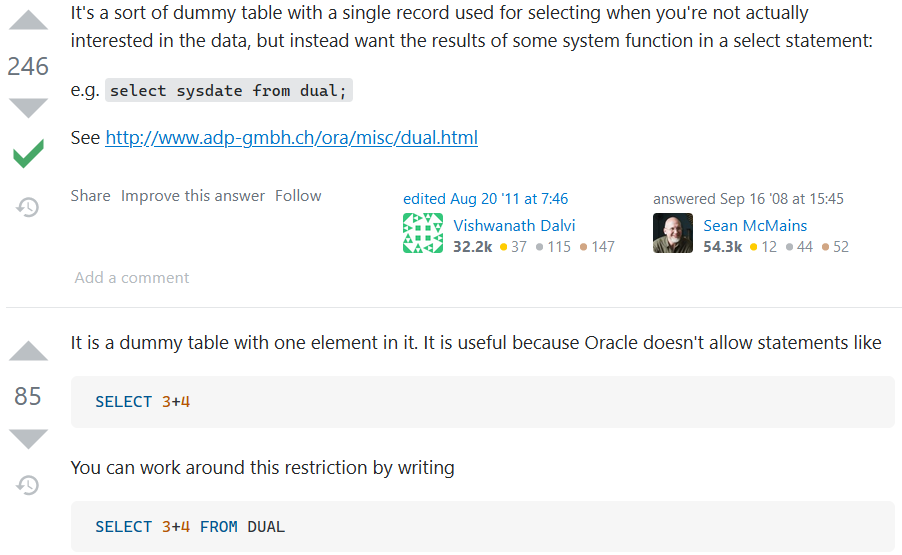 It's a sort of dummy table with a single record used for selecting when you're not actually
interested in the data, but instead want the results of some system function in a select statement:
246
e.g. select sysdate from dual;
See http://www.adp-gmbh.ch/ora/misc/dual.html
Share Improve this answer Follow
edited Aug 20 '11 at 7:46
Vishwanath Dalvi
32.2k 37 115 147
answered Sep 16 '08 at 15:45
Sean McMains
54.3k 12 44 52
Add a comment
It is a dummy table with one element in it. It is useful because Oracle doesn't allow statements like
85
SELECT 3+4
You can work around this restriction by writing
SELECT 3+4 FROM DUAL